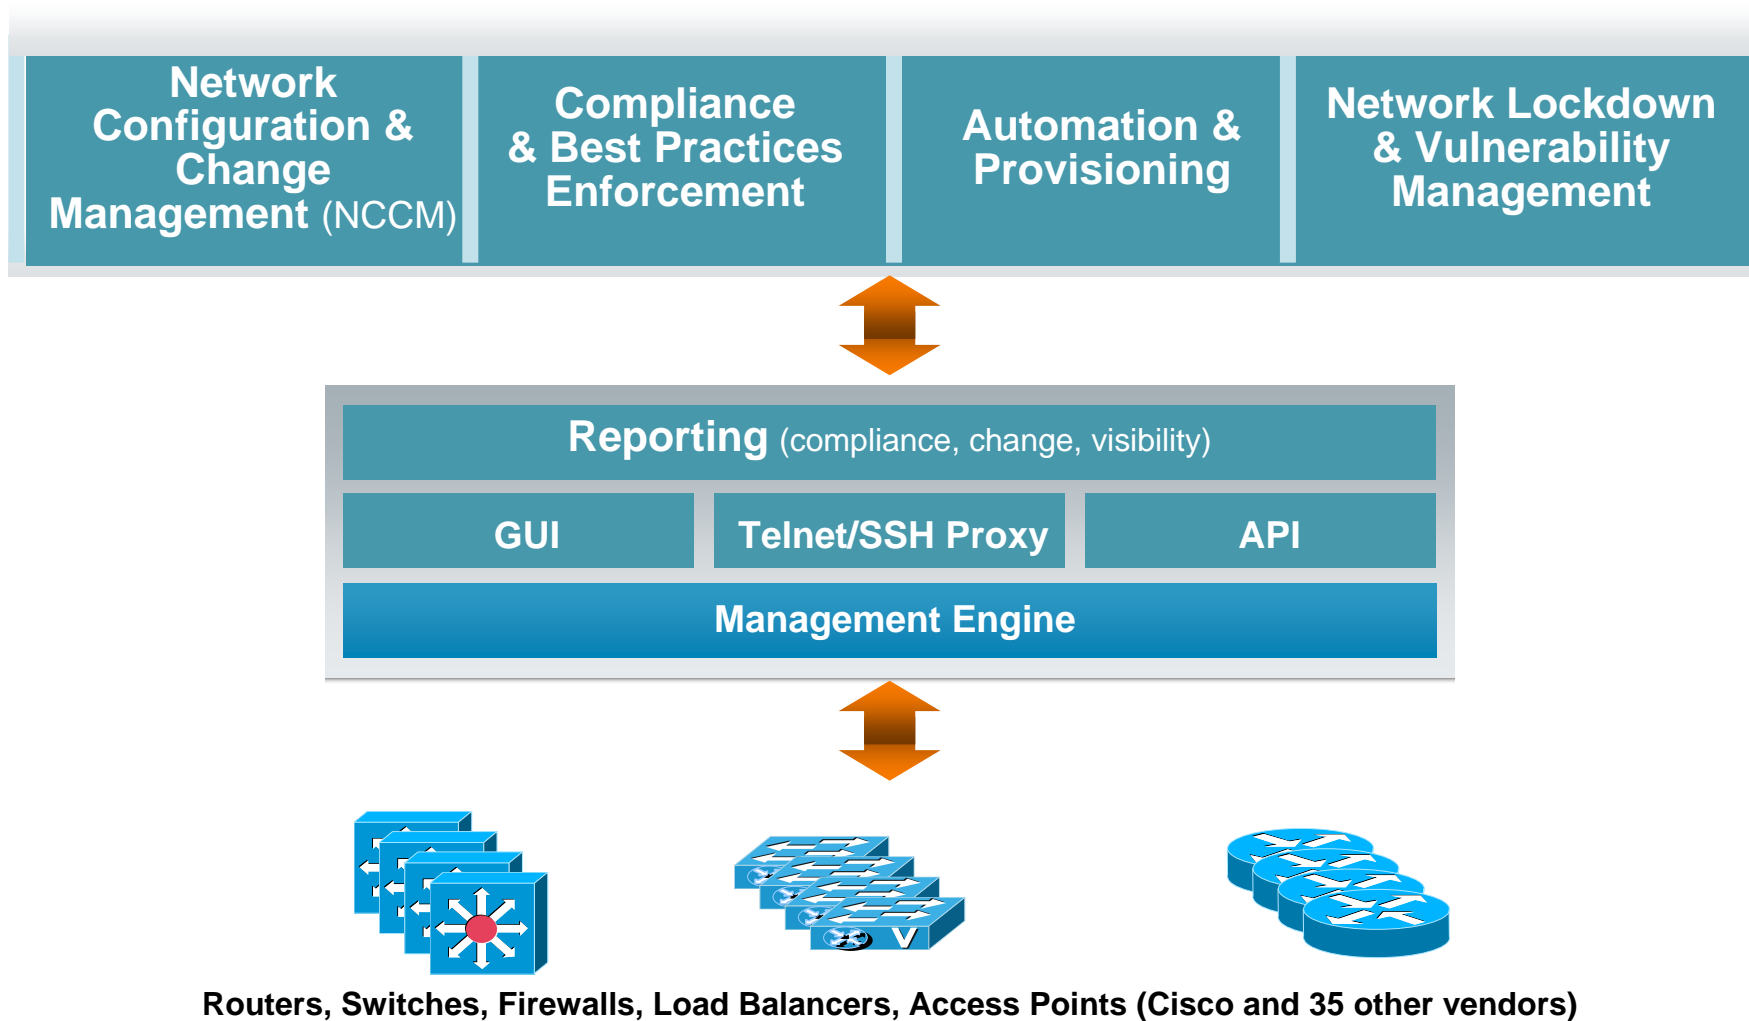 Network
Configuration &
Change
Management (NCCM)
Compliance
& Best Practices
Enforcement
Automation &
Provisioning
Network Lockdown
& Vulnerability
Management
Reporting (compliance, change, visibility)
GUI
Telnet/SSH Proxy
API
Management Engine
V
Routers, Switches, Firewalls, Load Balancers, Access Points (Cisco and 35 other vendors)